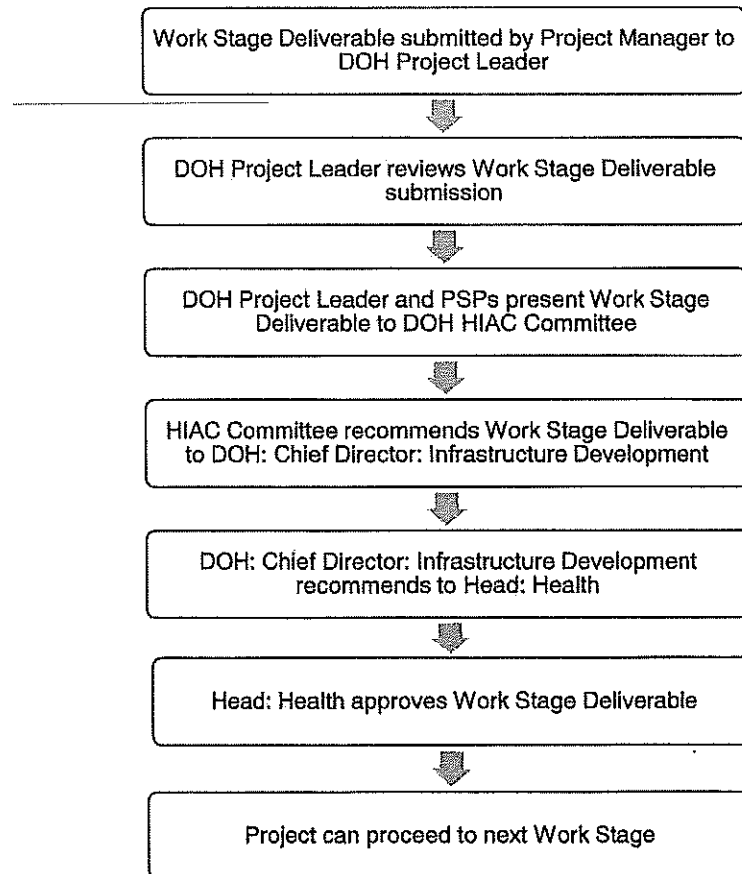 Work Stage Deliverable submitted by Project Manager to
DOH Project Leader
DOH Project Leader reviews Work Stage Deliverable
submission
DOH Project Leader and PSPs present Work Stage
Deliverable to DOH HIAC Committee
HIAC Committee recommends Work Stage Deliverable
to DOH: Chief Director: Infrastructure Development
DOH: Chief Director: Infrastructure Development
recommends to Head: Health
Head: Health approves Work Stage Deliverable
Project can proceed to next Work Stage